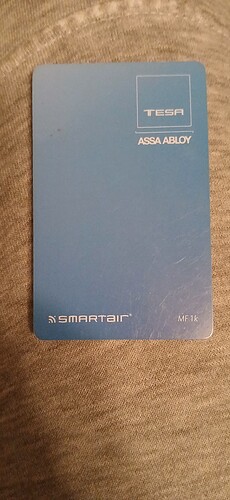 TESA
ASSA ABLOY
SMARTair®
MF 1k